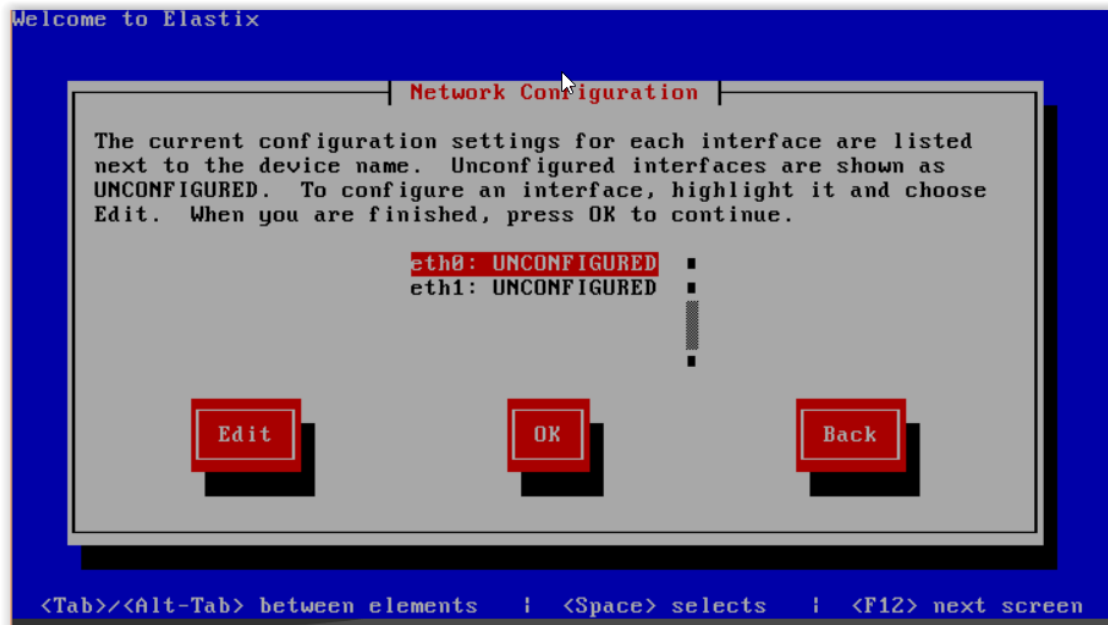 Welcome to Elastix
Network Configuration
The current configuration settings for each interface are listed
next to the device name.  Unconfigured interfaces are shown as
UNCONFIGURED.  To configure an interface, highlight it and choose
Edit.  When you are finished, press OK to continue.
eth0: UNCONFIGURED
eth1: UNCONFIGURED
Edit OK Back
<Tab>/<Alt-Tab> between elements | <Space> selects | <F12> next screen